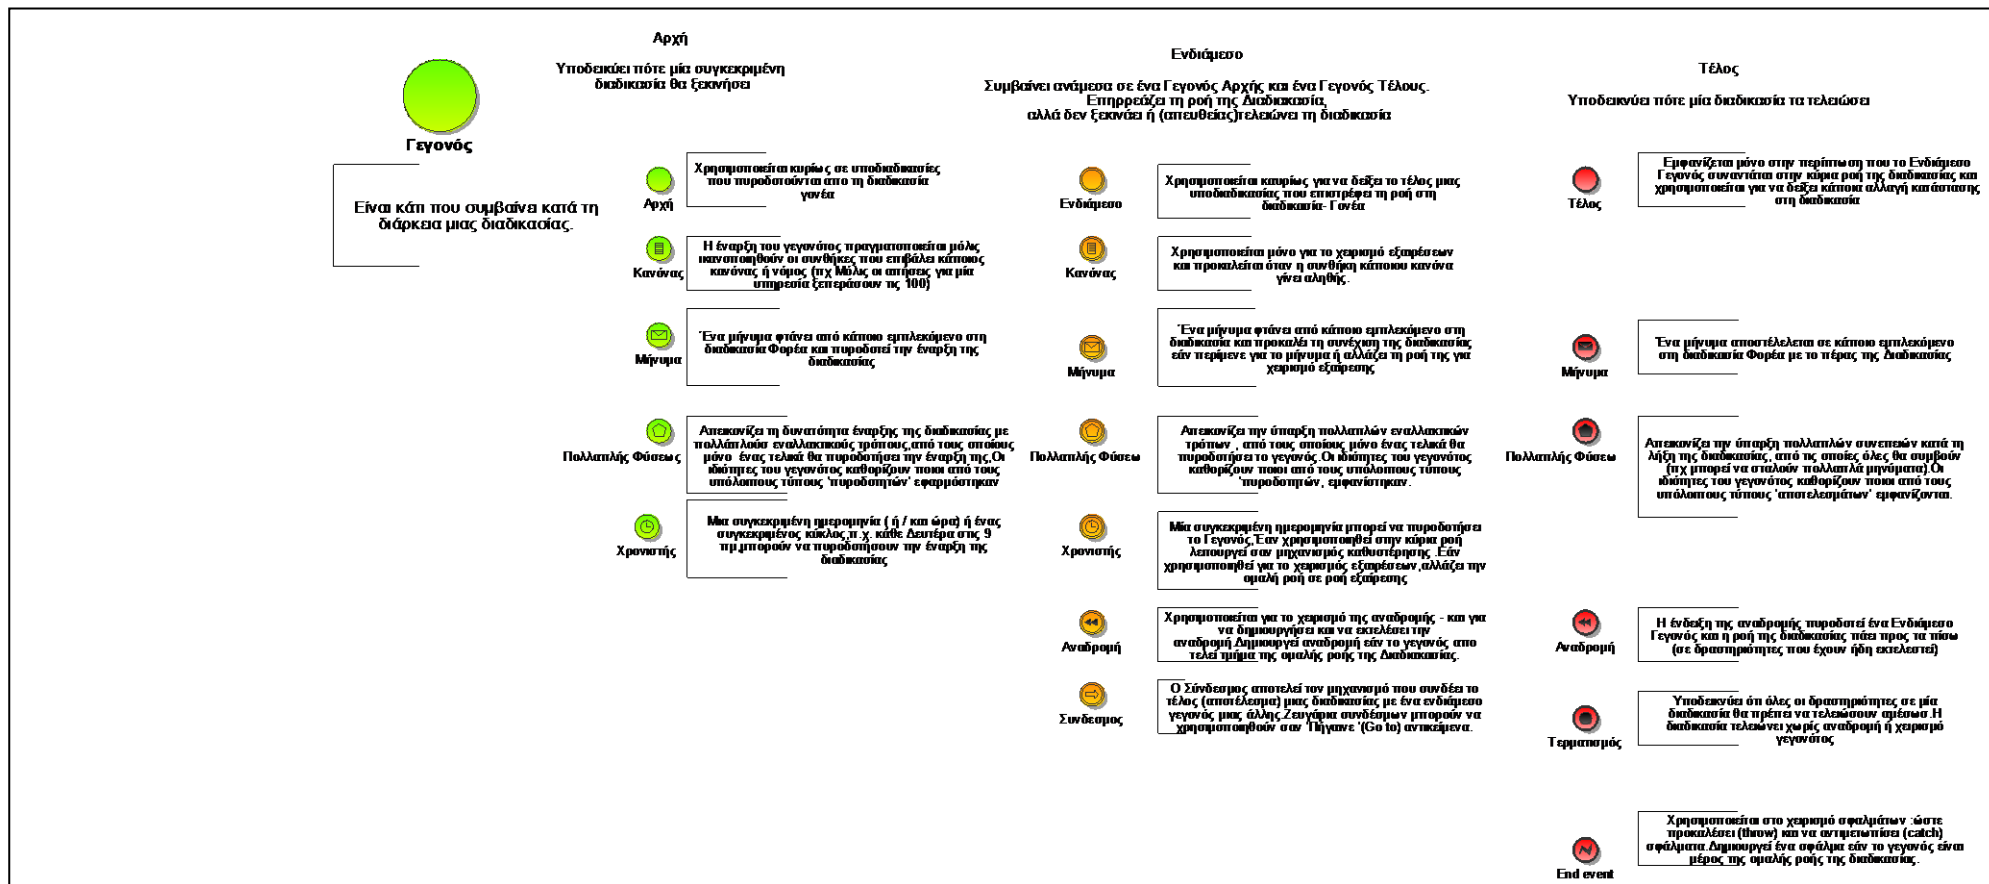 Γεγονός
Είναι κάτι που συμβαίνει κατά τη
διάρκεια μιας διαδικασίας.
Αρχή
Υποδεικύει πότε μία συγκεκριμένη
διαδικασία θα ξεκινήσει
Αρχή
Χρησιμοποιείται κυρίως σε υποδιαδικασίες
που πυροδοτούνται απο τη διαδικασία
γονέα
Κανόνας
Η έναρξη του γεγονότος πραγματοποιείται μόλις
ικανοποιηθούν οι συνθήκες που επιβάλει κάποιος
κανόνας ή νόμος (πχ Μόλις οι απήσεις για μία
υπηρεσία ξεπεράσουν τις 100)
Μήνυμα
Ένα μήνυμα φτάνει από κάποιο εμπλεκόμενο στη
διαδικασία Φορέα και πυροδοτεί την έναρξη της
διαδικασίας
Πολλαπλής Φύσεως
Απεικονίζει τη δυνατότητα έναρξης της διαδικασίας με
πολλάπλούσ εναλλακτικούς τρόπους,από τους οποίους
μόνο ένας τελικά θα πυροδοτήσει την έναρξη της.Οι
ιδιότητες του γεγονότος καθορίζουν ποιοι από τους
υπόλοιπους τύπους 'πυροδοτητών' εφαρμόστηκαν
Χρονιστής
Μια συγκεκριμένη ημερομηνία ( ή / και ώρα) ή ένας
συγκεκριμένος κύκλος,π.χ. κάθε Δευτέρα στις 9
πμ,μπορούν να πυροδοτήσουν την έναρξη της
διαδικασίας
Ενδιάμεσο
Συμβαίνει ανάμεσα σε ένα Γεγονός Αρχής και ένα Γεγονός Τέλους.
Επηρρεάζει τη ροή της Διαδιακασία,
αλλά δεν ξεκινάει ή (απευθείας)τελειώνει τη διαδικασία
Ενδιάμεσο
Χρησιμοποιείται καυρίως για να δείξει το τέλος μιας
υποδιαδικασίας που επιστρέφει τη ροή στη
διαδικασία- Γονέα
Κανόνας
Χρησιμοποιείται μόνο για το χειρισμό εξαιρέσεων
και προκαλείται όταν η συνθήκη κάποιου κανόνα
γίνει αληθής.
Μήνυμα
Ένα μήνυμα φτάνει από κάποιο εμπλεκόμενο στη
διαδικασία και προκαλέι τη συνέχιση της διαδικασίας
εάν περίμενε για το μήνυμα ή αλλάζει τη ροή της για
χειρισμό εξαίρεσης
Πολλαπλής Φύσεω
Απεικονίζει την ύπαρξη πολλαπλών εναλλακτικών
τρόπων , από τους οποίους μόνο ένας τελικά θα
πυροδοτήσει το γεγονός.Οι ιδιότητες του γεγονότος
καθορίζουν ποιοι από τους υπόλοιπους τύπους
'πυροδοτητών, εμφανίστηκαν.
Χρονιστής
Μία συγκεκριμένη ημερομηνία μπορεί να πυροδοτήσει
το Γεγονός.Έαν χρησιμοποιηθεί στην κύρια ροή
λειτουργεί σαν μηχανισμός καθυστέρησης .Εάν
χρησιμοποιηθεί για το χειρισμός εξαιρέσεων,αλλάζει την
ομαλή ροή σε ροή εξαίρεσης
Αναδρομή
Χρησιμοποιείται για το χειρισμό της αναδρομής - και για
να δημιουργήσει και να εκτελέσει την
αναδρομή.Δημιουργεί αναδρομή εάν το γεγονός απο
τελεί τμήμα της ομαλής ροής της Διαδιακασίας.
Συνδεσμος
Ο Σύνδεσμος αποτελεί τον μηχανισμό που συνδέει το
τέλος (αποτέλεσμα) μιας διαδικασίας με ένα ενδιάμεσο
γεγονός μιας άλλης.Ζευγάρια συνδέσμων μπορούν να
χρησιμοποιηθούν σαν 'Πήγαινε '(Go to) αντικείμενα.
Τέλος
Υποδεικνύει πότε μία διαδικασία τα τελειώσει
Τέλος
Εμφανίζεται μόνο στην περίπτωση που το Ενδιάμεσο
Γεγονός συναντάται στην κύρια ροή της διαδικασίας και
χρησιμοποιείται για να δείξει κάποια αλλαγή κατάστασης
στη διαδικασία
Μήνυμα
Ένα μήνυμα αποστέλελεται σε κάποιο εμπλεκόμενο
στη διαδικασία Φορέα με το πέρας της Διαδικασίας
Πολλαπλής Φύσεω
Απεικονίζει την ύπαρξη πολλαπλών συνεπειών κατά τη
λήξη της διαδικασίας, από τις οποίες όλες θα συμβούν
(πχ μπορεί να σταλούν πολλαπλά μηνύματα).Οι
ιδιότητες του γεγονότος καθορίζουν ποιοι από τους
υπόλοιπους τύπους 'αποτελεσμάτων' εμφανίζονται.
Αναδρομή
Η ένδειξη της αναδρομής πυροδοτεί ένα Ενδιάμεσο
Γεγονός και η ροή της διαδικασίας πάει προς τα πίσω
(σε δραστηριότητες που έχουν ήδη εκτελεστεί)
Τερματισμός
Υποδεικνύει ότι όλες οι δραστηριότητες σε μία
διαδικασία θα πρέπει να τελειώσουν αμέσωσ.Η
διαδικασία τελειώνει χωρίς αναδρομή ή χειρισμό
γεγονότος
End event
Χρησιμοποιείται στο χειρισμό σφαλμάτων :ώστε
προκαλέσει (throw) και να αντιμετωπίσει (catch)
σφάλματα.Δημιουργεί ένα σφάλμα εάν το γεγονός είναι
μέρος της ομαλής ροής της διαδικασίας.